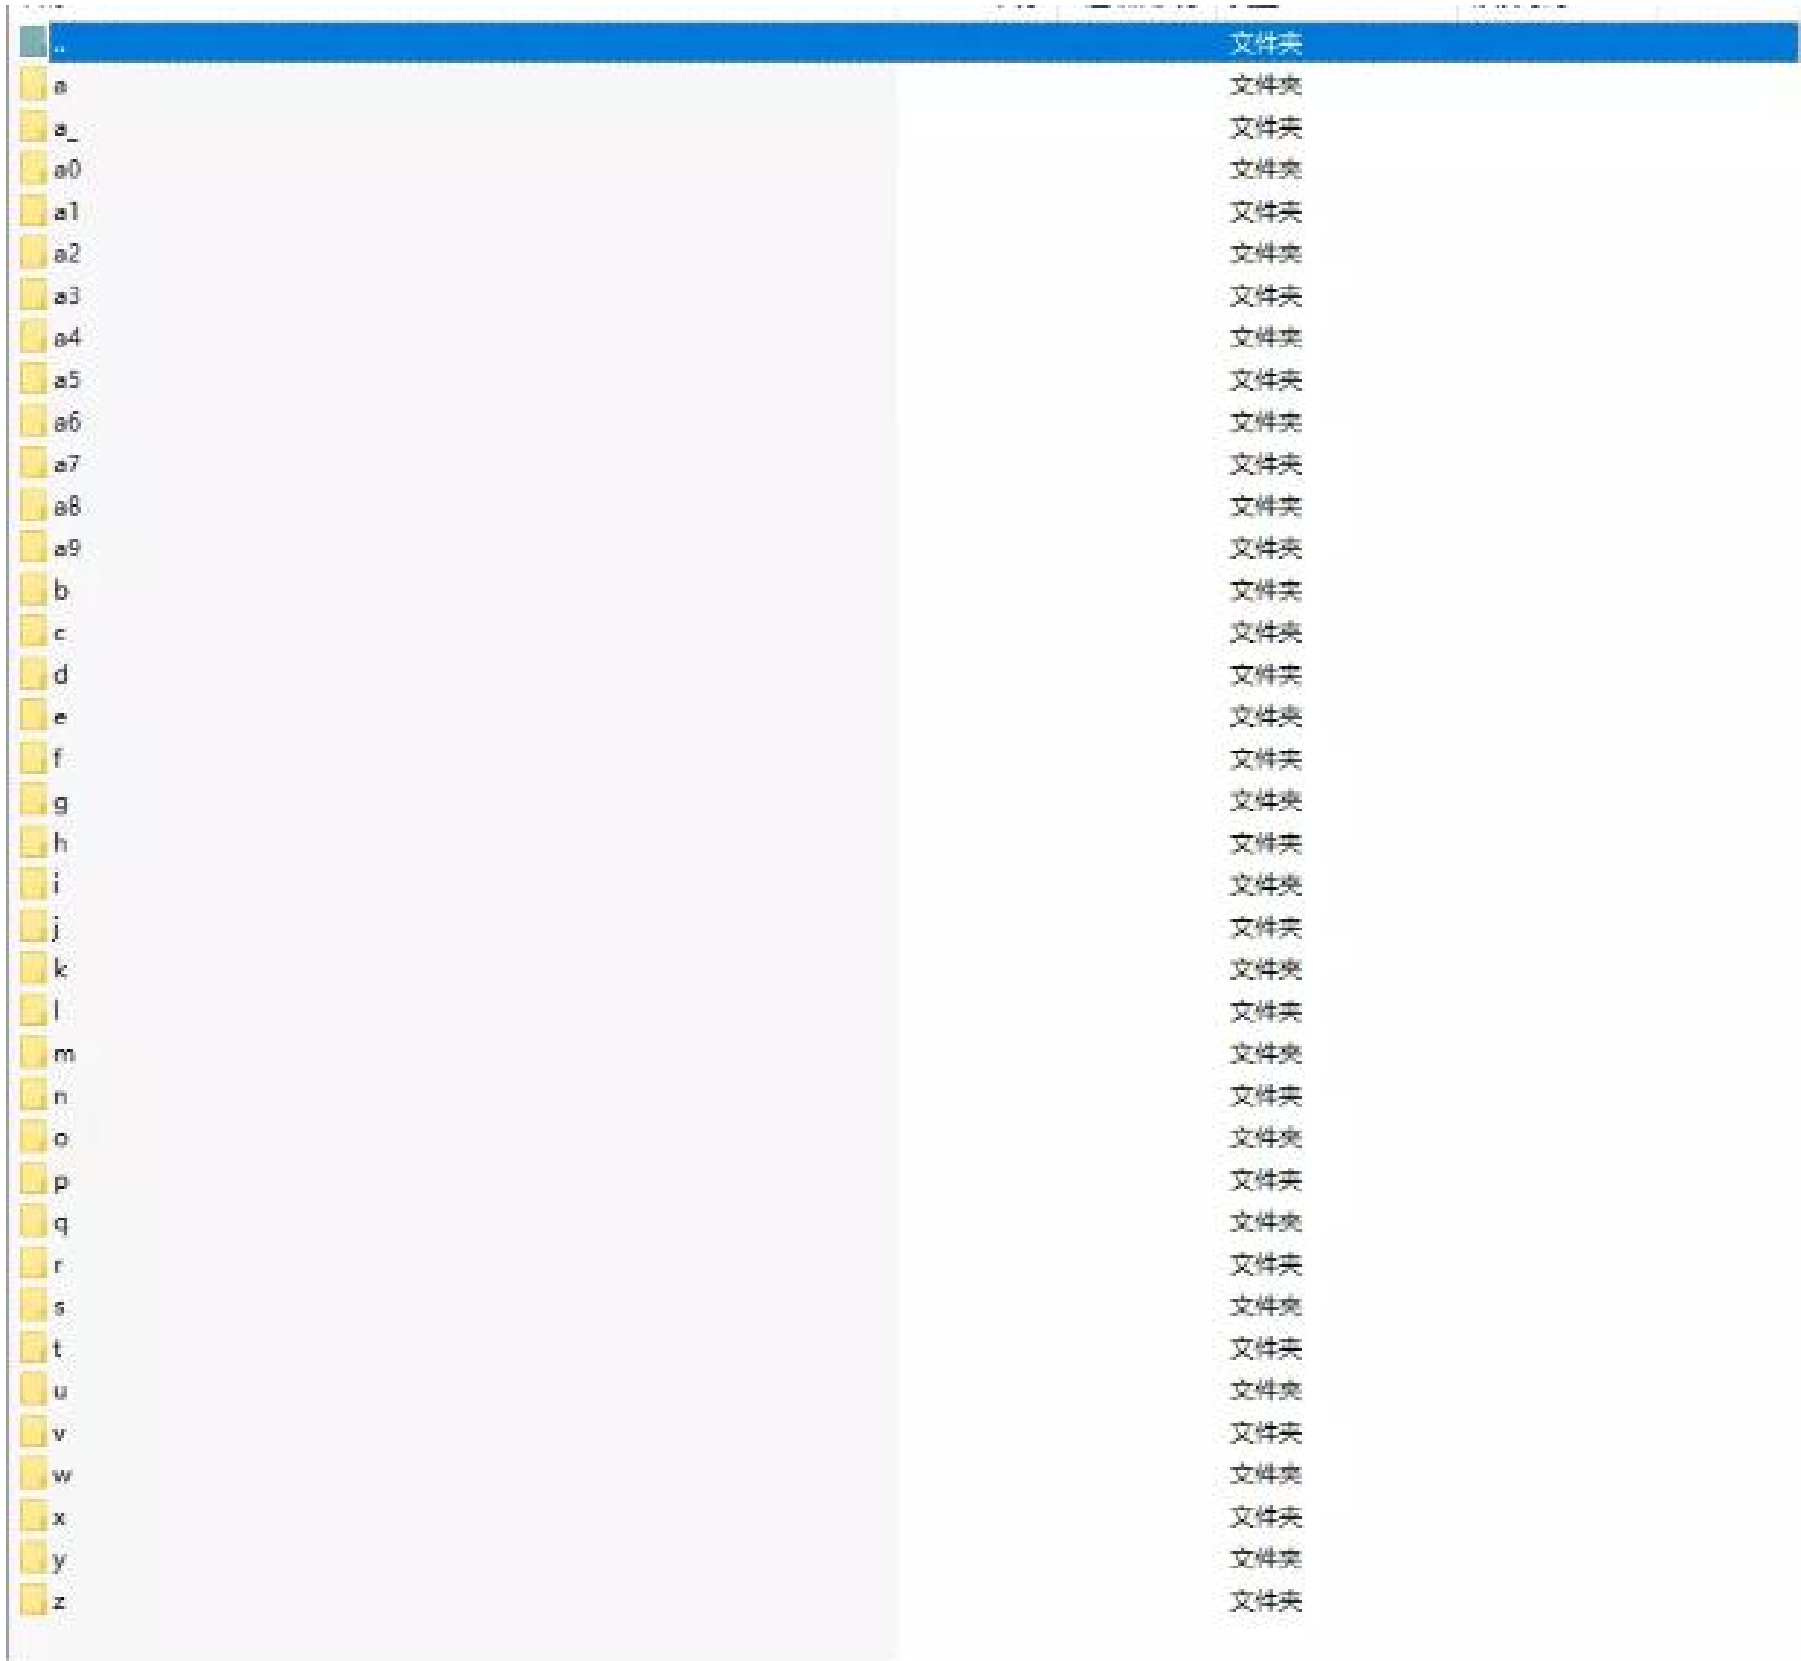 .. 文件夹
a 文件夹
a_ 文件夹
a0 文件夹
a1 文件夹
a2 文件夹
a3 文件夹
a4 文件夹
a5 文件夹
a6 文件夹
a7 文件夹
a8 文件夹
a9 文件夹
b 文件夹
c 文件夹
d 文件夹
e 文件夹
f 文件夹
g 文件夹
h 文件夹
i 文件夹
j 文件夹
k 文件夹
l 文件夹
m 文件夹
n 文件夹
o 文件夹
p 文件夹
q 文件夹
r 文件夹
s 文件夹
t 文件夹
u 文件夹
v 文件夹
w 文件夹
x 文件夹
y 文件夹
z 文件夹